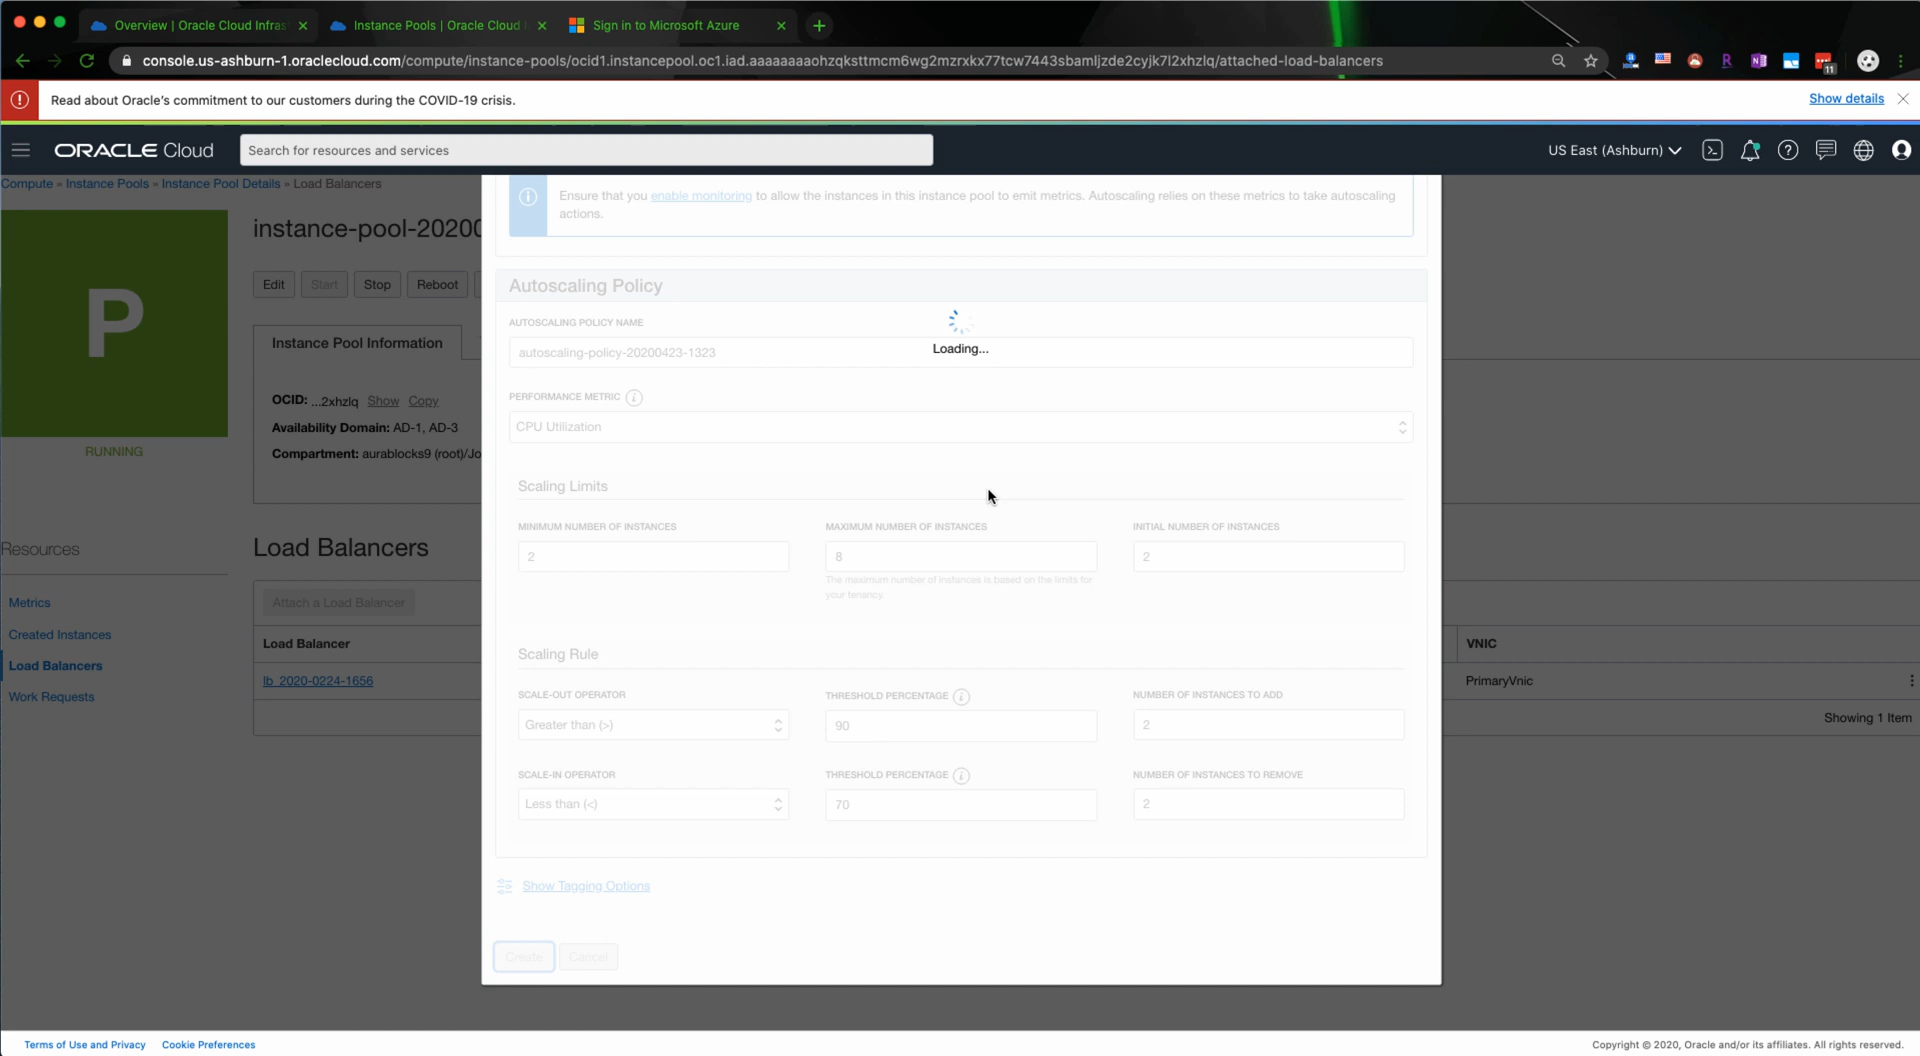 Overview | Oracle Cloud Infras
Instance Pools | Oracle Cloud
Sign in to Microsoft Azure
console.us-ashburn-1.oraclecloud.com/compute/instance-pools/ocid1.instancepool.oc1.iad.aaaaaaaaohzqksttmcm6wg2mzrxkx77tcw7443sbamljzde2cyjk7l2xhzlq/attached-load-balancers
11
Read about Oracle's commitment to our customers during the COVID-19 crisis.
Show details
ORACLE Cloud
Search for resources and services
US East (Ashburn)
Compute » Instance Pools » Instance Pool Details » Load Balancers
Ensure that you enable monitoring to allow the instances in this instance pool to emit metrics. Autoscaling relies on these metrics to take autoscaling
actions.
P
RUNNING
instance-pool-2020
Edit
Start
Stop
Reboot
Instance Pool Information
OCID: ...2xhzlq Show Copy
Availability Domain: AD-1, AD-3
Compartment: aurablocks9 (root)/Jo
Autoscaling Policy
AUTOSCALING POLICY NAME
autoscaling-policy-20200423-1323
Loading...
PERFORMANCE METRIC
CPU Utilization
Scaling Limits
MINIMUM NUMBER OF INSTANCES
MAXIMUM NUMBER OF INSTANCES
INITIAL NUMBER OF INSTANCES
2
8
2
The maximum number of instances is based on the limits for
your tenancy.
Scaling Rule
SCALE-OUT OPERATOR
THRESHOLD PERCENTAGE
NUMBER OF INSTANCES TO ADD
Greater than (>)
90
2
SCALE-IN OPERATOR
THRESHOLD PERCENTAGE
NUMBER OF INSTANCES TO REMOVE
Less than (<)
70
2
Show Tagging Options
Create
Cancel
Resources
Metrics
Created Instances
Load Balancers
Work Requests
Load Balancers
Attach a Load Balancer
Load Balancer
VNIC
lb_2020-0224-1656
PrimaryVnic
Showing 1 Item
Terms of Use and Privacy
Cookie Preferences
Copyright © 2020, Oracle and/or its affiliates. All rights reserved.